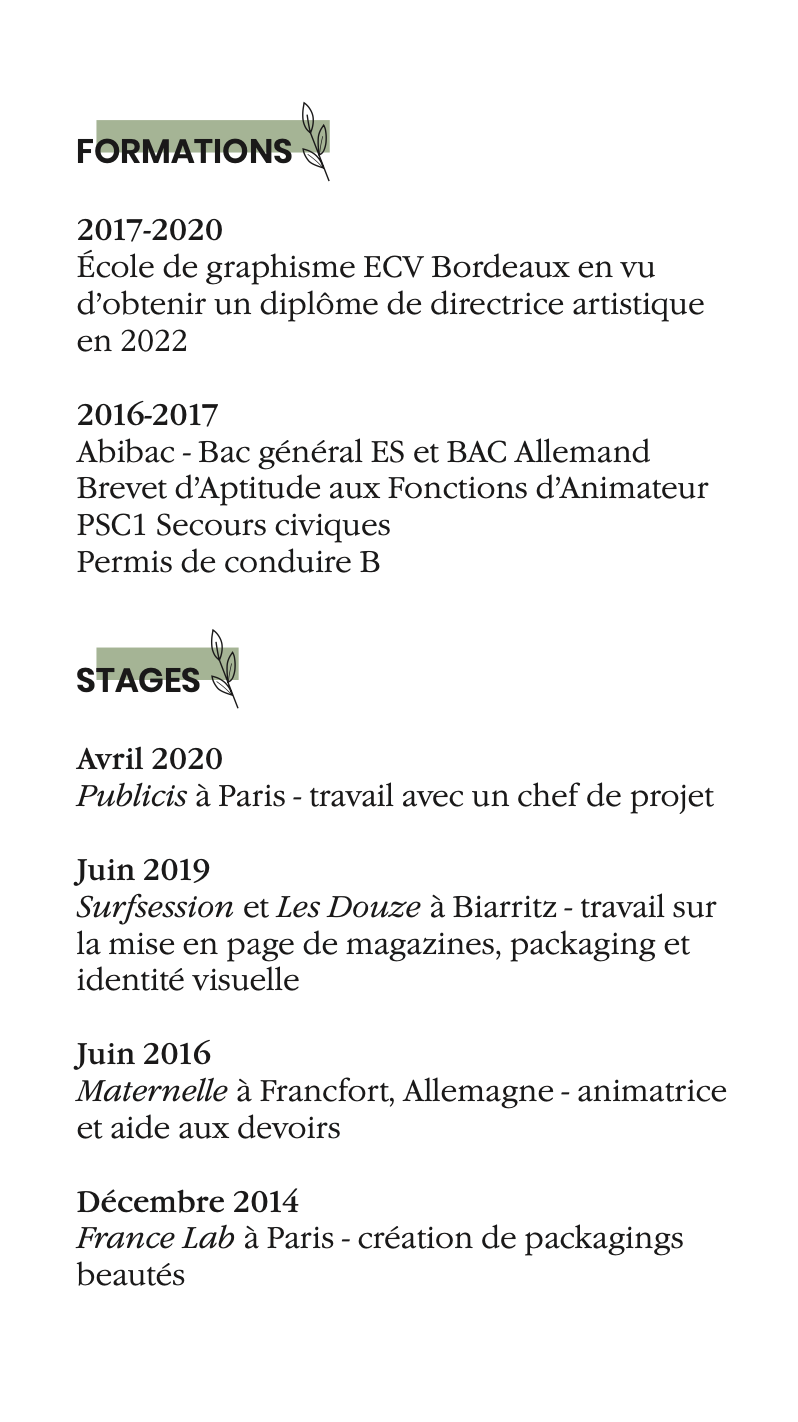 FORMATIONS
2017-2020
École de graphisme ECV Bordeaux en vu
d’obtenir un diplôme de directrice artistique
en 2022
2016-2017
Abibac - Bac général ES et BAC Allemand
Brevet d’Aptitude aux Fonctions d’Animateur
PSC1 Secours civiques
Permis de conduire B
STAGES
Avril 2020
Publicis à Paris - travail avec un chef de projet
Juin 2019
Surfsession et Les Douze à Biarritz - travail sur
la mise en page de magazines, packaging et
identité visuelle
Juin 2016
Maternelle à Francfort, Allemagne - animatrice
et aide aux devoirs
Décembre 2014
France Lab à Paris - création de packagings
beautés